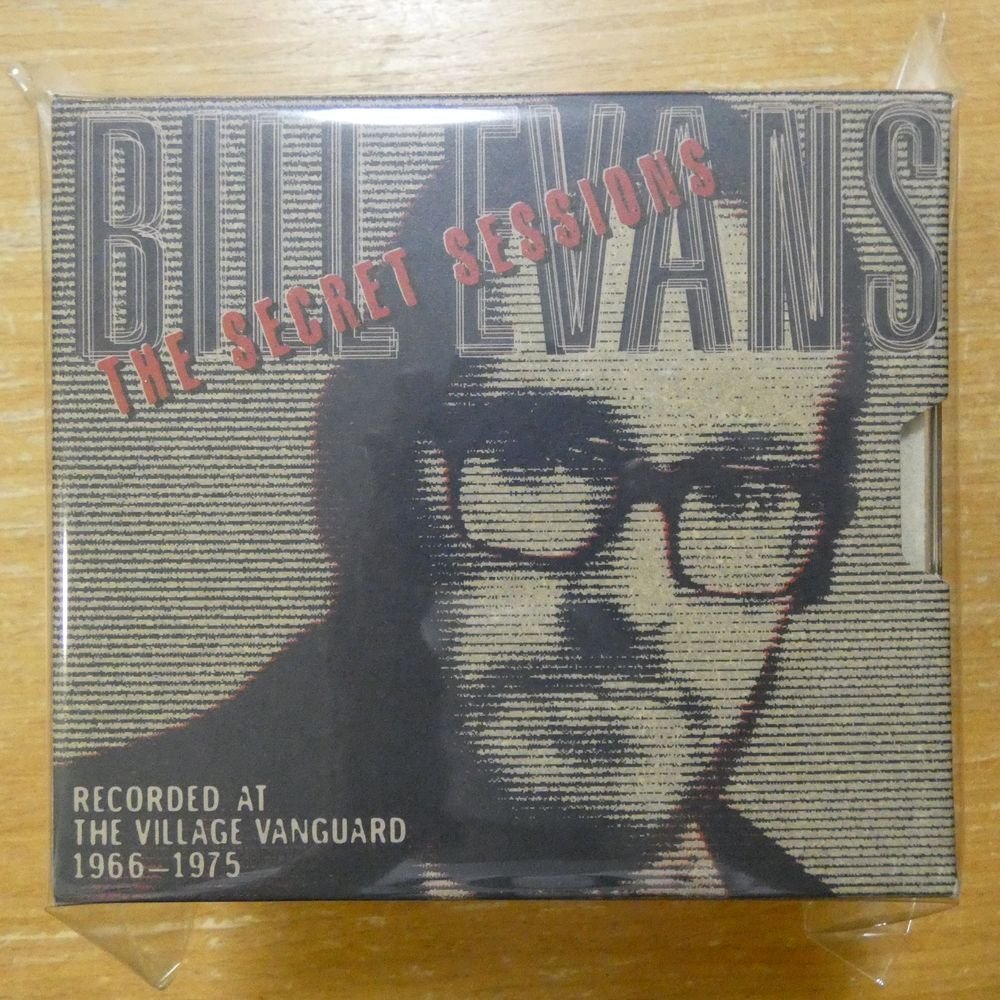 BILL EVANS
THE SECRET SESSIONS
RECORDED AT
THE VILLAGE VANGUARD
1966–1975